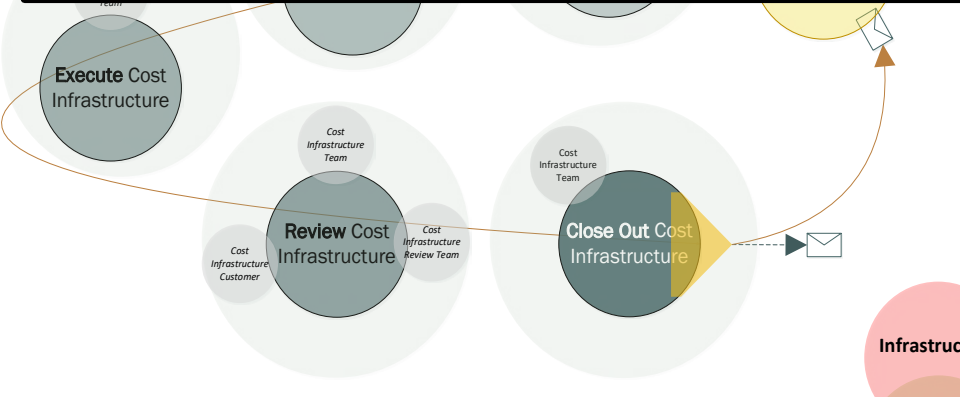 Team
Execute Cost
Infrastructure
Cost
Infrastructure
Team
Review Cost
Infrastructure
Cost
Infrastructure
Customer
Cost
Infrastructure
Review Team
Cost
Infrastructure
Team
Close Out Cost
Infrastructure
Infrastruc